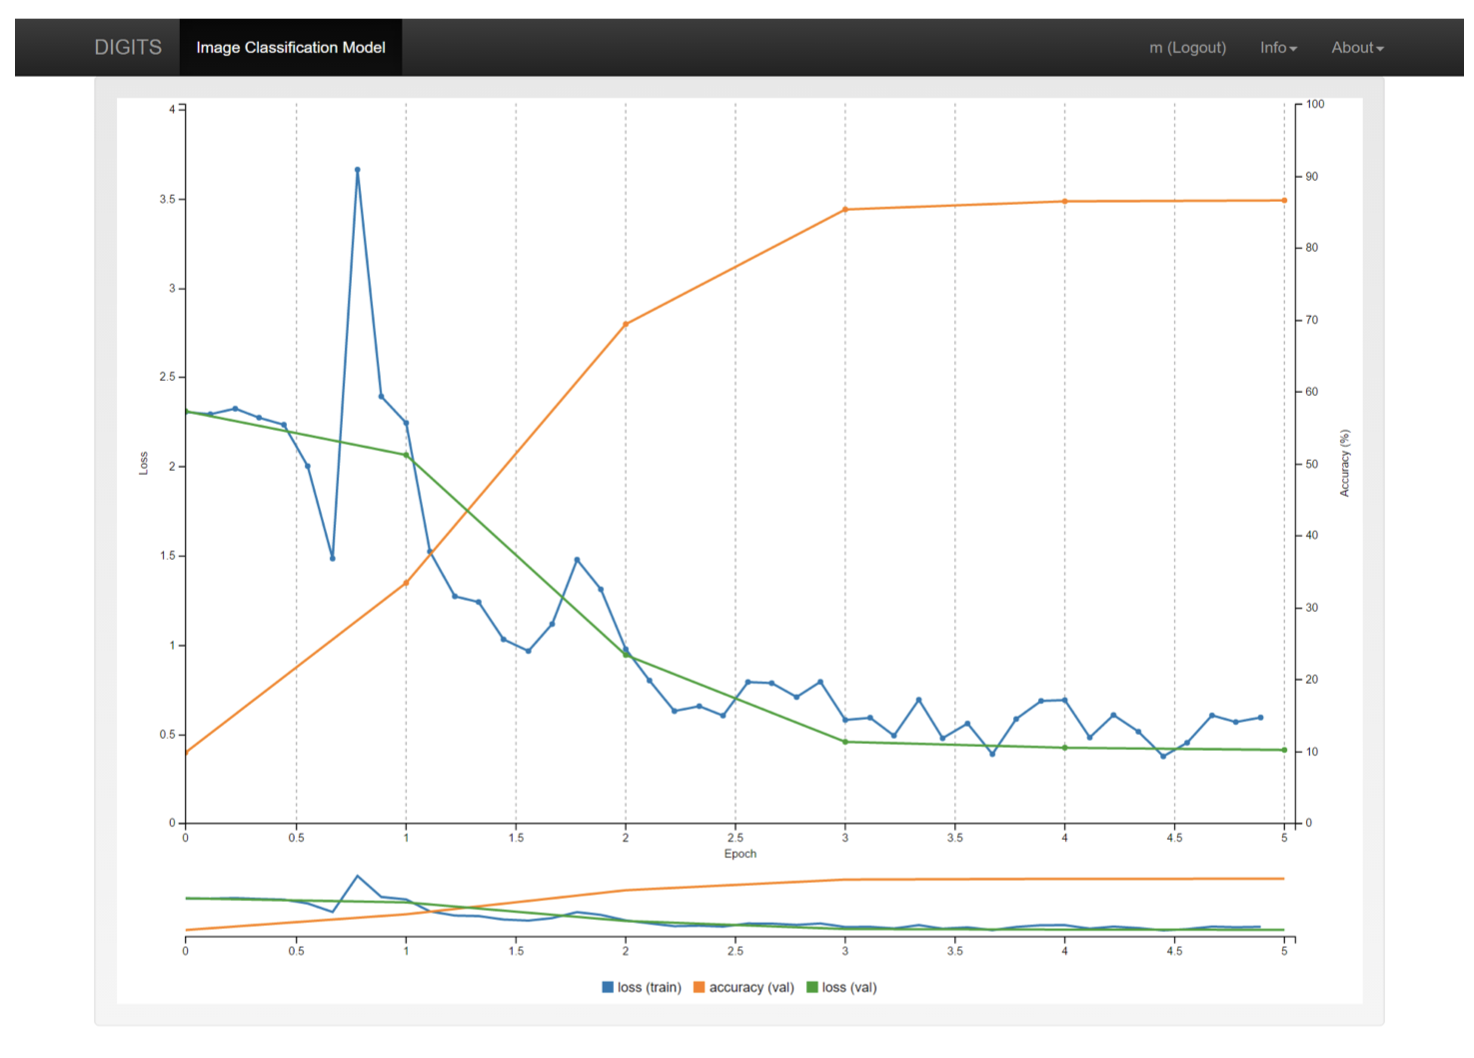 DIGITS Image Classification Model m (Logout) Info About
4 100
90
3.5
80
3
70
2.5
60
2 50
Loss Accuracy (%)
1.5 40
30
1
20
0.5
10
0 0
0 0.5 1 1.5 2 2.5 3 3.5 4 4.5 5
Epoch
0 0.5 1 1.5 2 2.5 3 3.5 4 4.5 5
loss (train) accuracy (val) loss (val)